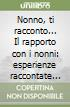 Nonno, ti
racconto...
Il rapporto
con i nonni:
esperienze
raccontate...